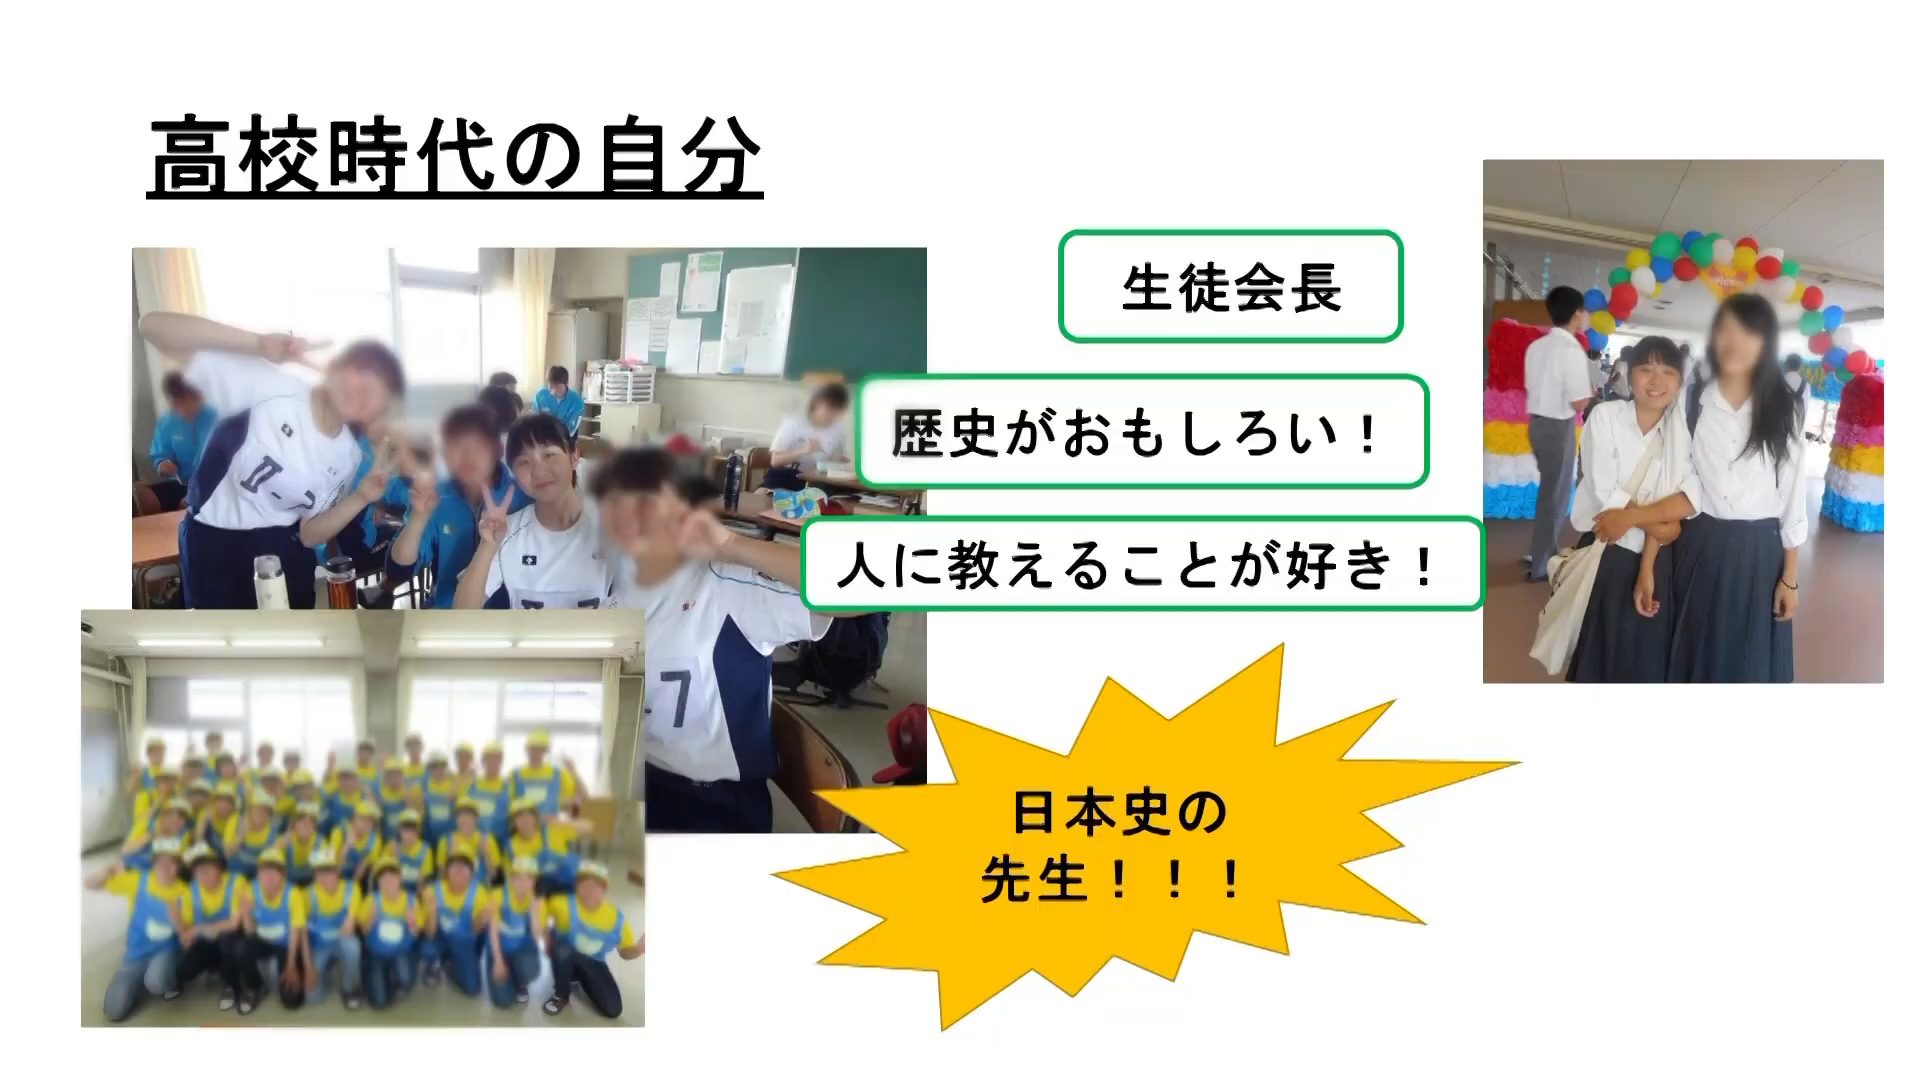 高校時代の自分
生徒会長
歴史がおもしろい！
人に教えることが好き！
日本史の
先生！！！
7